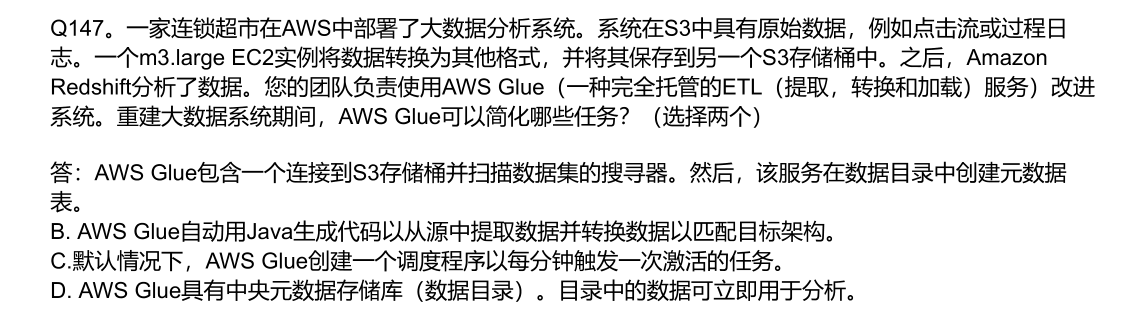 Q147。一家连锁超市在AWS中部署了大数据分析系统。系统在S3中具有原始数据，例如点击流或过程日
志。一个m3.large EC2实例将数据转换为其他格式，并将其保存到另一个S3存储桶中。之后，Amazon
Redshift分析了数据。您的团队负责使用AWS Glue（一种完全托管的ETL（提取，转换和加载）服务）改进
系统。重建大数据系统期间，AWS Glue可以简化哪些任务？（选择两个）
答：AWS Glue包含一个连接到S3存储桶并扫描数据集的搜寻器。然后，该服务在数据目录中创建元数据
表。
B. AWS Glue自动用Java生成代码以从源中提取数据并转换数据以匹配目标架构。
C.默认情况下，AWS Glue创建一个调度程序以每分钟触发一次激活的任务。
D. AWS Glue具有中央元数据存储库（数据目录）。目录中的数据可立即用于分析。